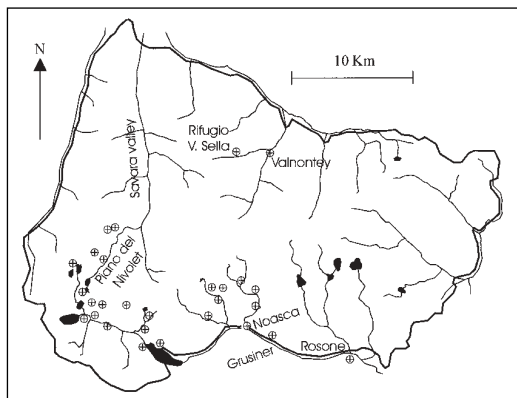 N
10 Km
Rifugio
V. Sella
Valnontey
Savara valley
Piano del
Nivolet
Noasca
Grusiner
Rosone